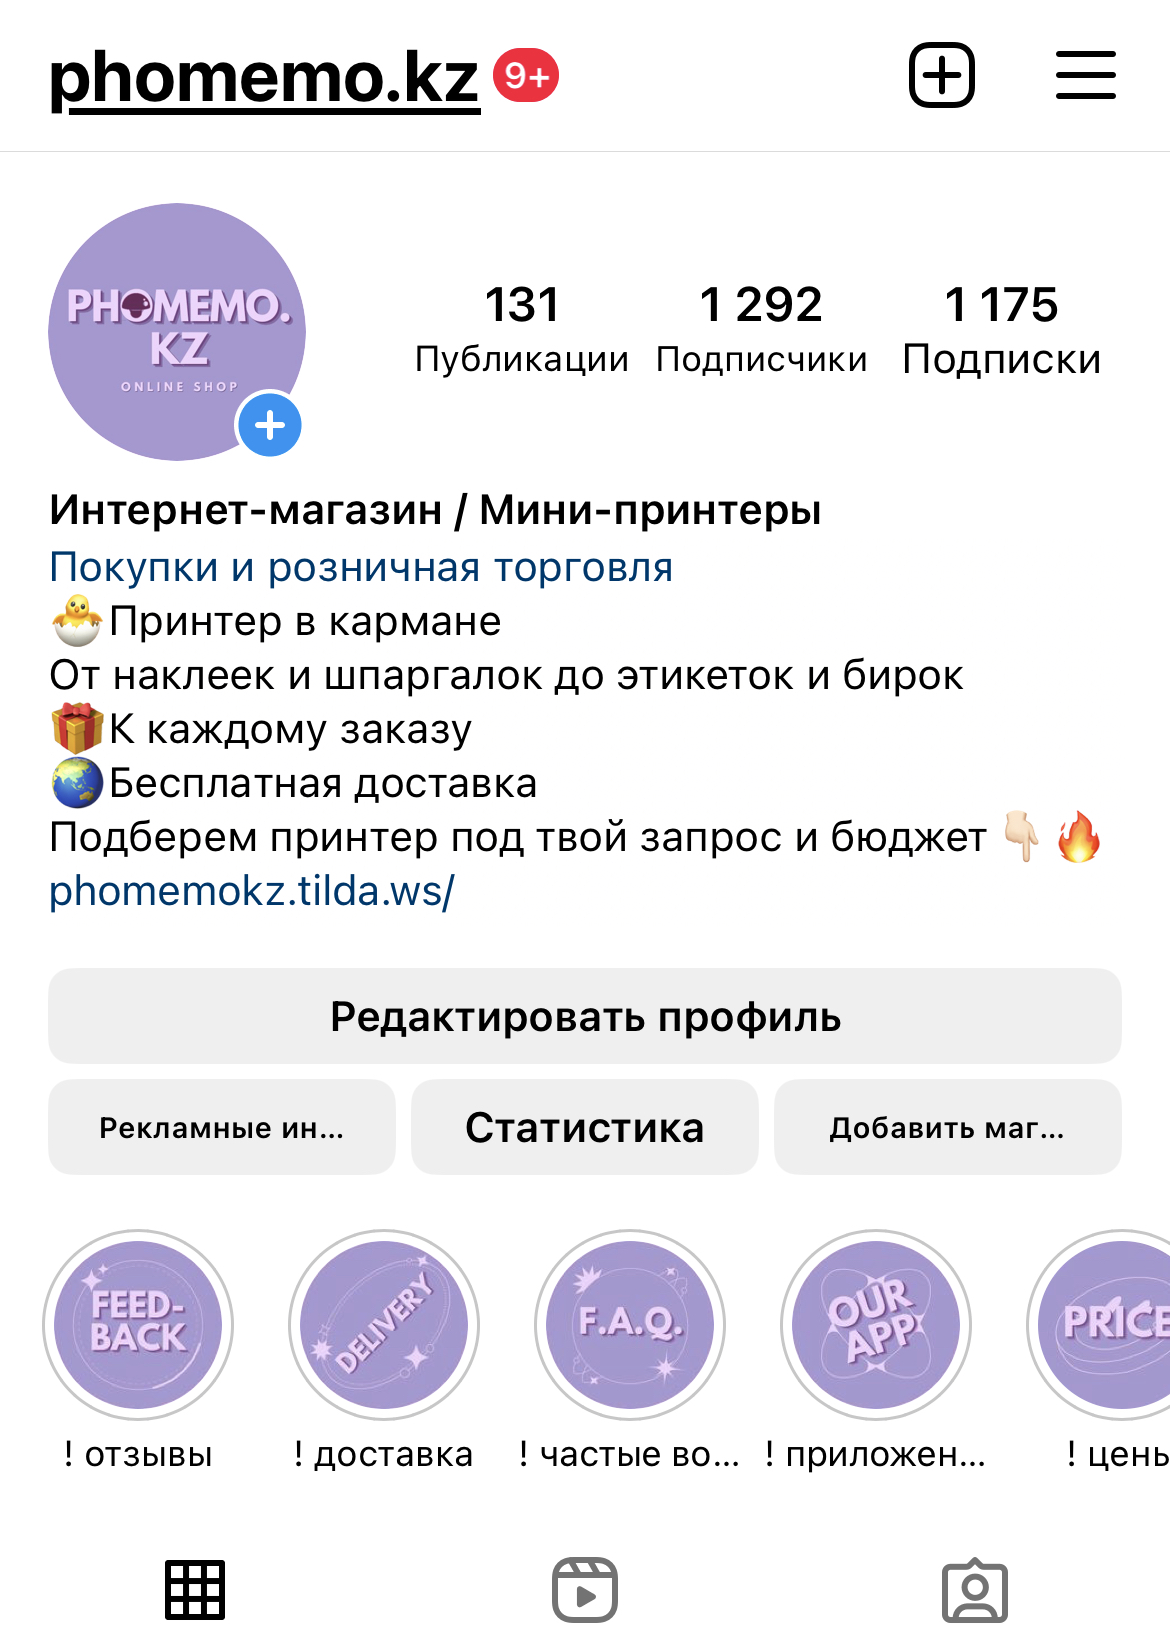 phomemo.kz 9+
PHOMEMO.
KZ
ONLINE SHOP
131 1 292 1 175
Публикации Подписчики Подписки
Интернет-магазин / Мини-принтеры
Покупки и розничная торговля
🐣Принтер в кармане
От наклеек и шпаргалок до этикеток и бирок
🎁К каждому заказу
🌏Бесплатная доставка
Подберем принтер под твой запрос и бюджет 👇🏻 🔥
phomemokz.tilda.ws/
Редактировать профиль
Рекламные ин... Статистика Добавить маг...
FEED-
BACK
DELIVERY
F.A.Q.
OUR
APP
PRICE
! отзывы ! доставка ! частые во... ! приложен... ! цены